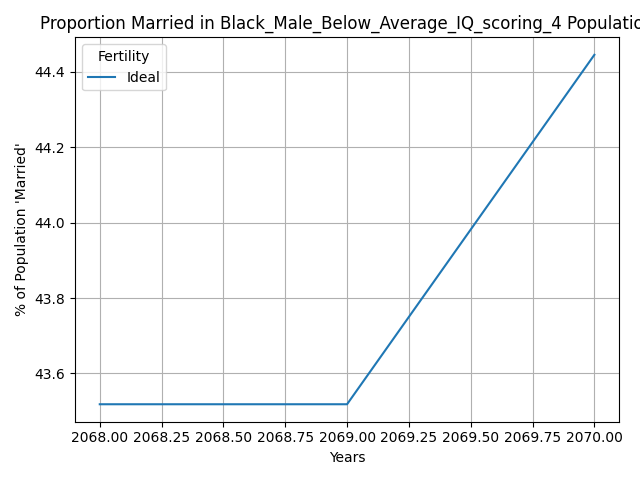 Proportion Married in Black_Male_Below_Average_IQ_scoring_4 Populatio
Fertility
Ideal
% of Population 'Married'
44.4
44.2
44.0
43.8
43.6
2068.00 2068.25 2068.50 2068.75 2069.00 2069.25 2069.50 2069.75 2070.00
Years